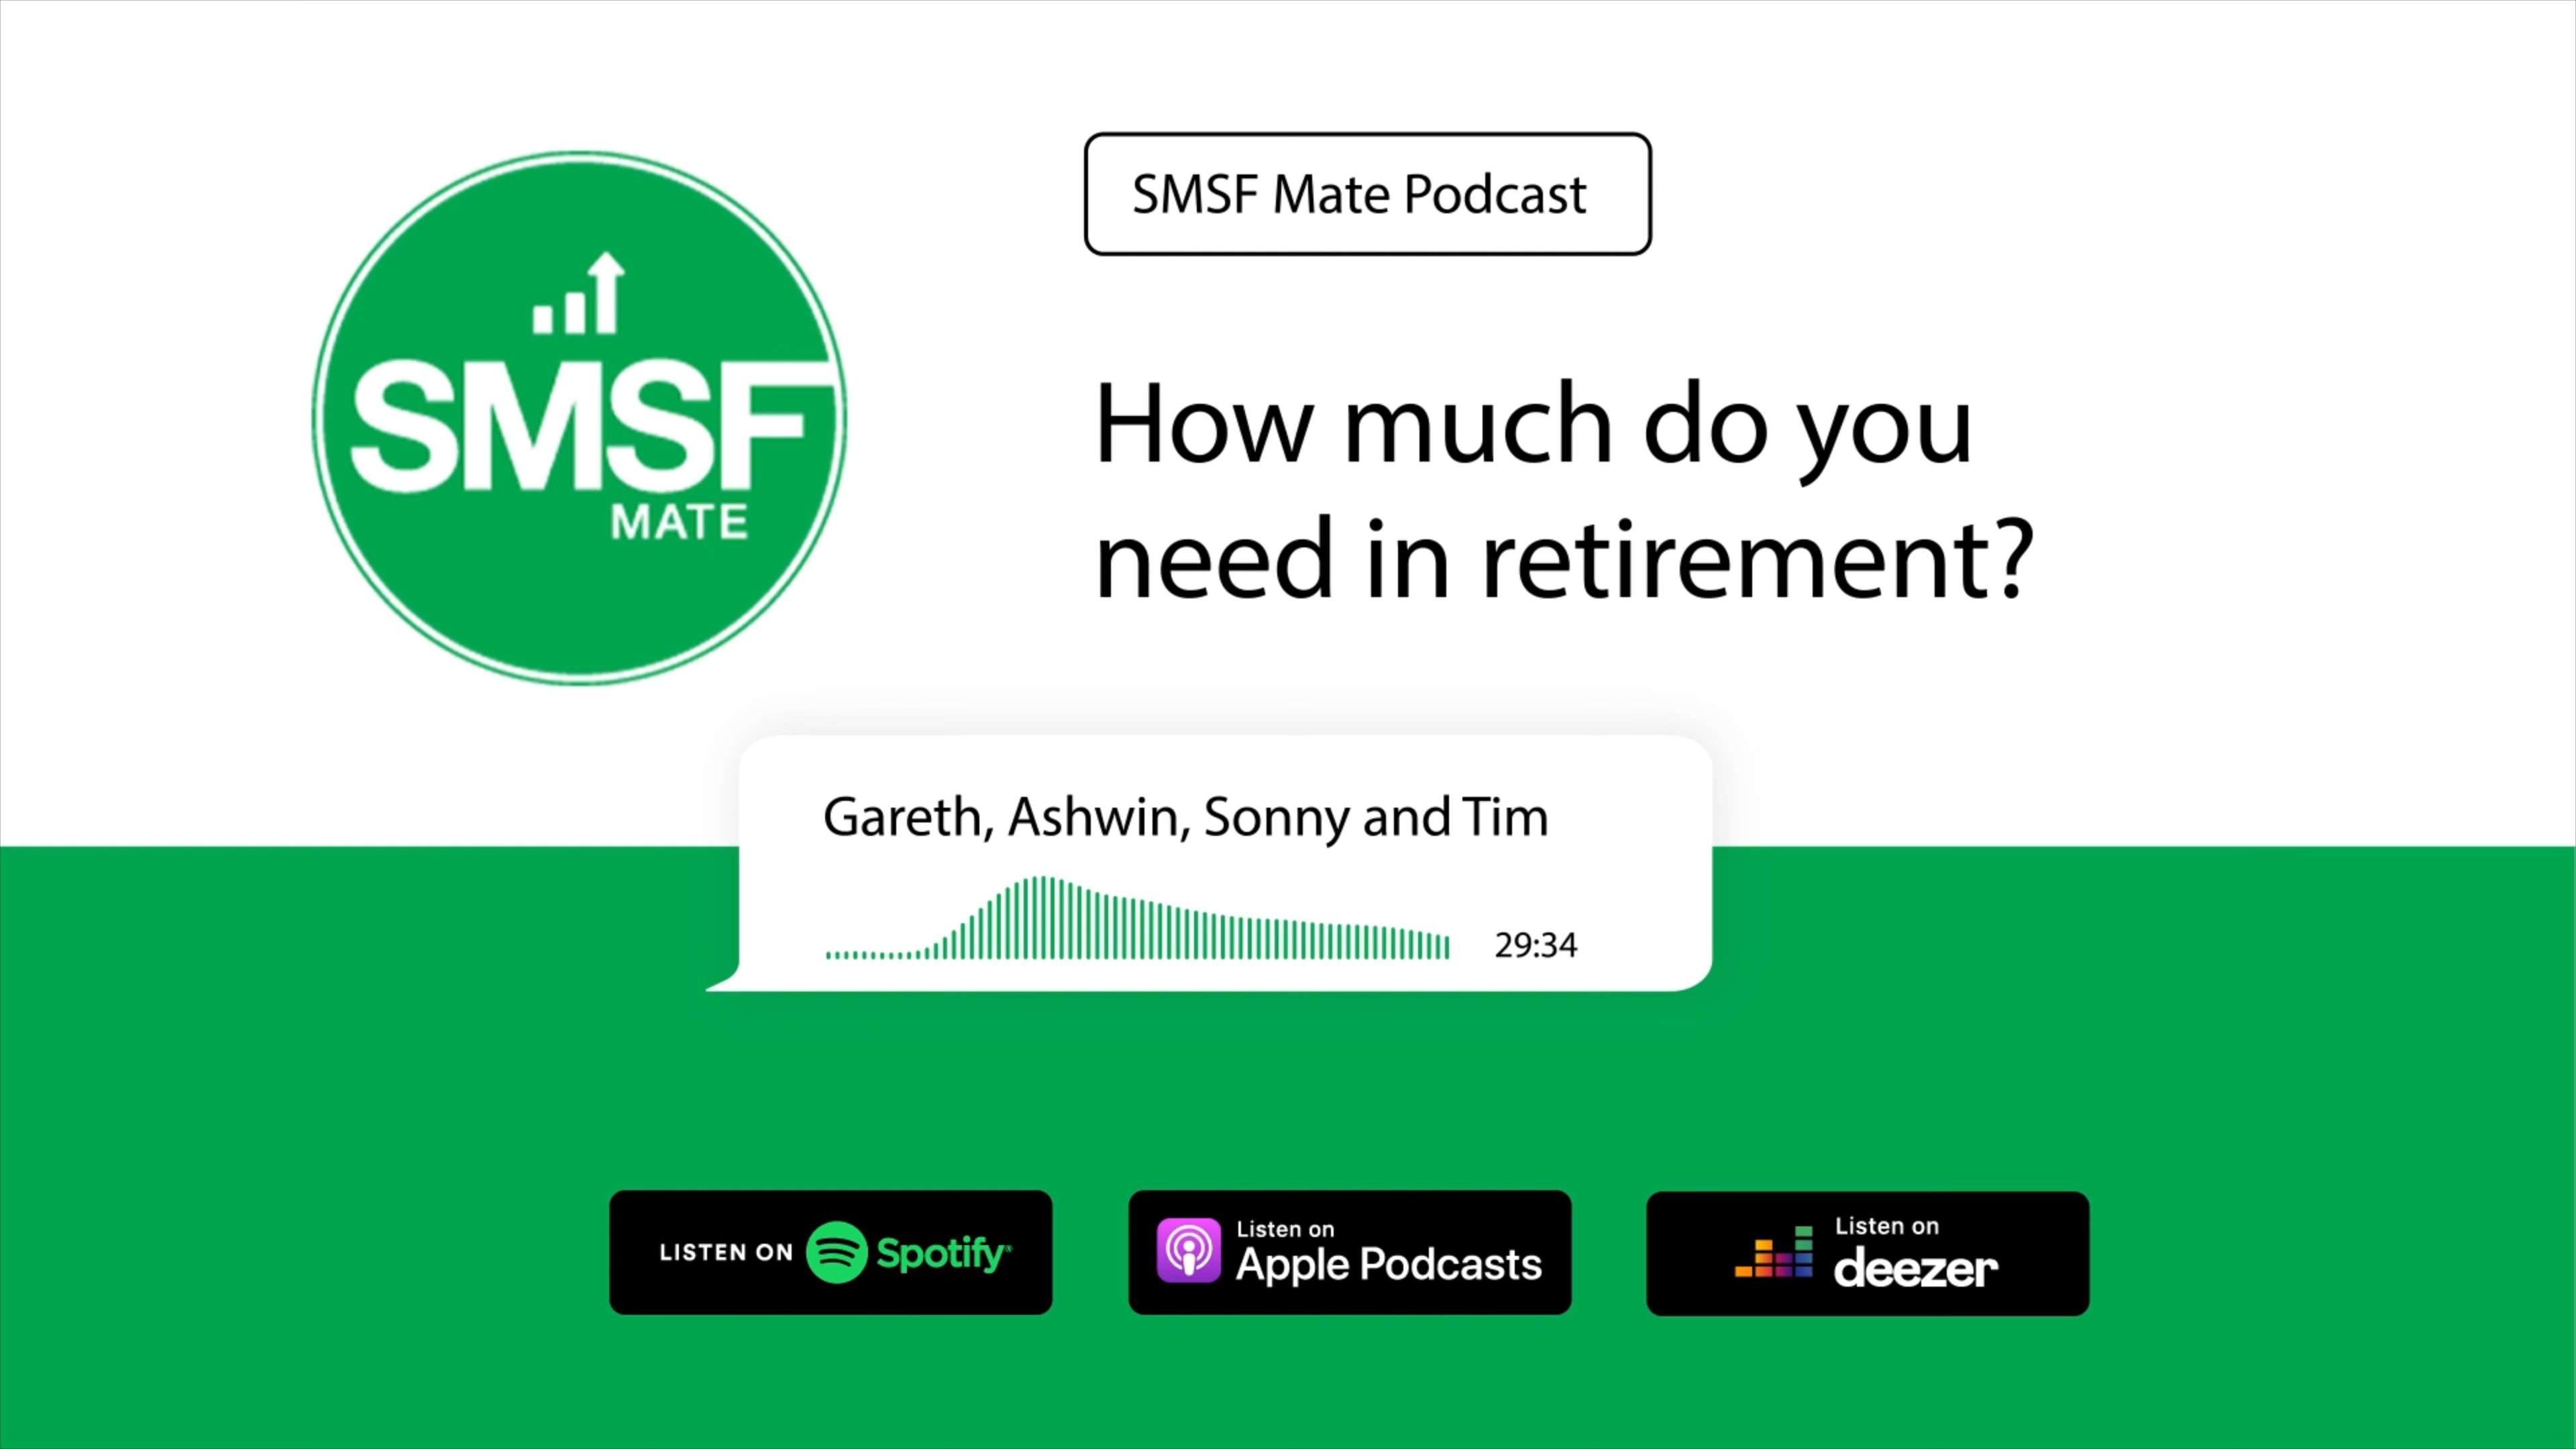 SMSF
MATE
SMSF Mate Podcast
How much do you
need in retirement?
Gareth, Ashwin, Sonny and Tim
29:34
LISTEN ON Spotify®
Listen on
Apple Podcasts
Listen on
deezer